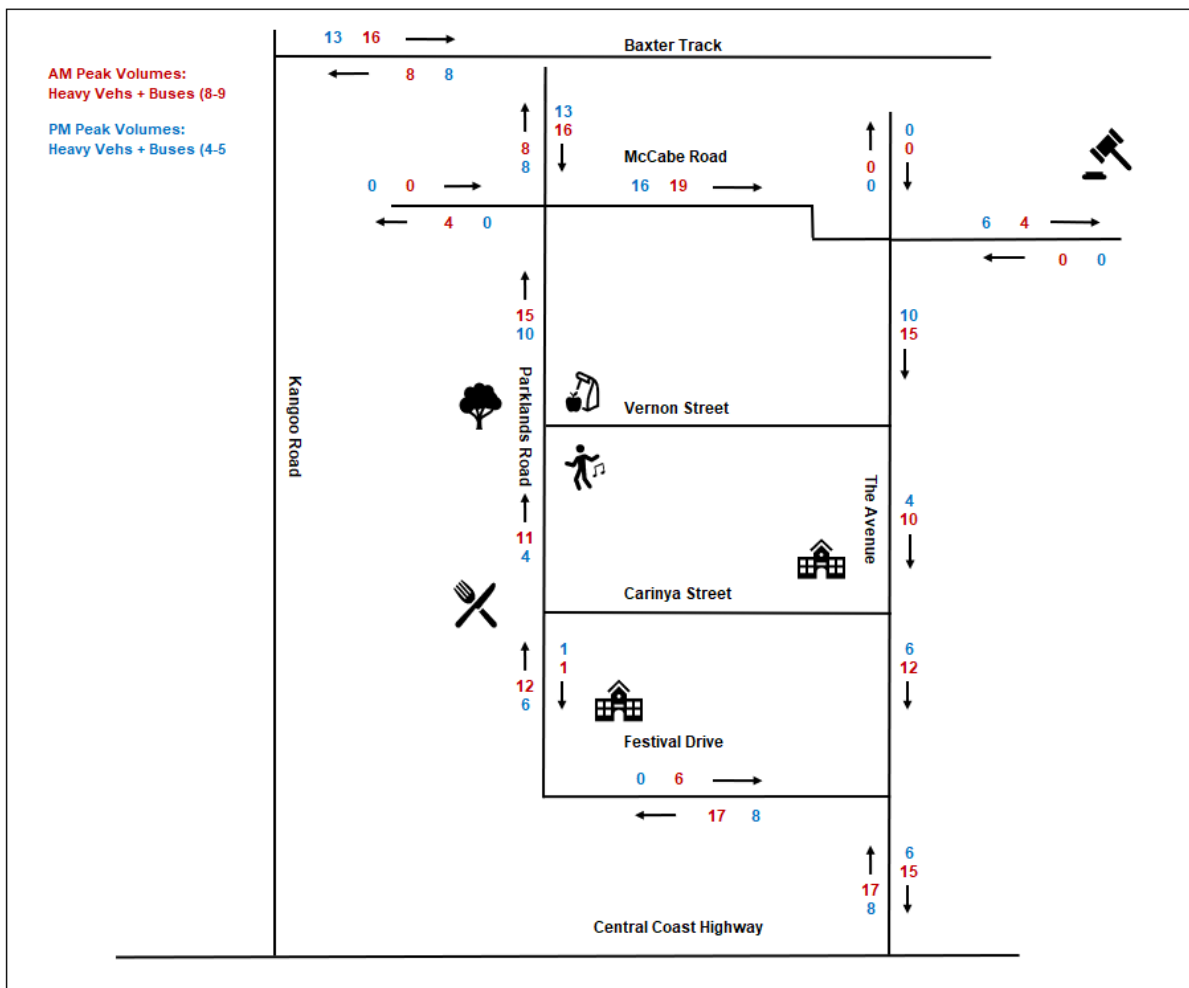 13 16
Baxter Track
8 8
AM Peak Volumes:
Heavy Vehs + Buses (8-9
PM Peak Volumes:
Heavy Vehs + Buses (4-5
13
16
8
8
McCabe Road
0
0
0
0
0 0
16 19
4 0
6 4
0 0
15
10
10
15
Kangoo Road
Parklands Road
Vernon Street
The Avenue
4
10
11
4
Carinya Street
1
1
12
6
6
12
Festival Drive
0 6
17 8
6
15
17
8
Central Coast Highway